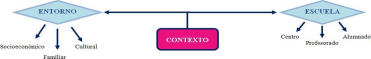 ENTORNO
ESCUELA
CONTEXTO
Socioeconómico
Familiar
Cultural
Centro
Profesorado
Alumnado